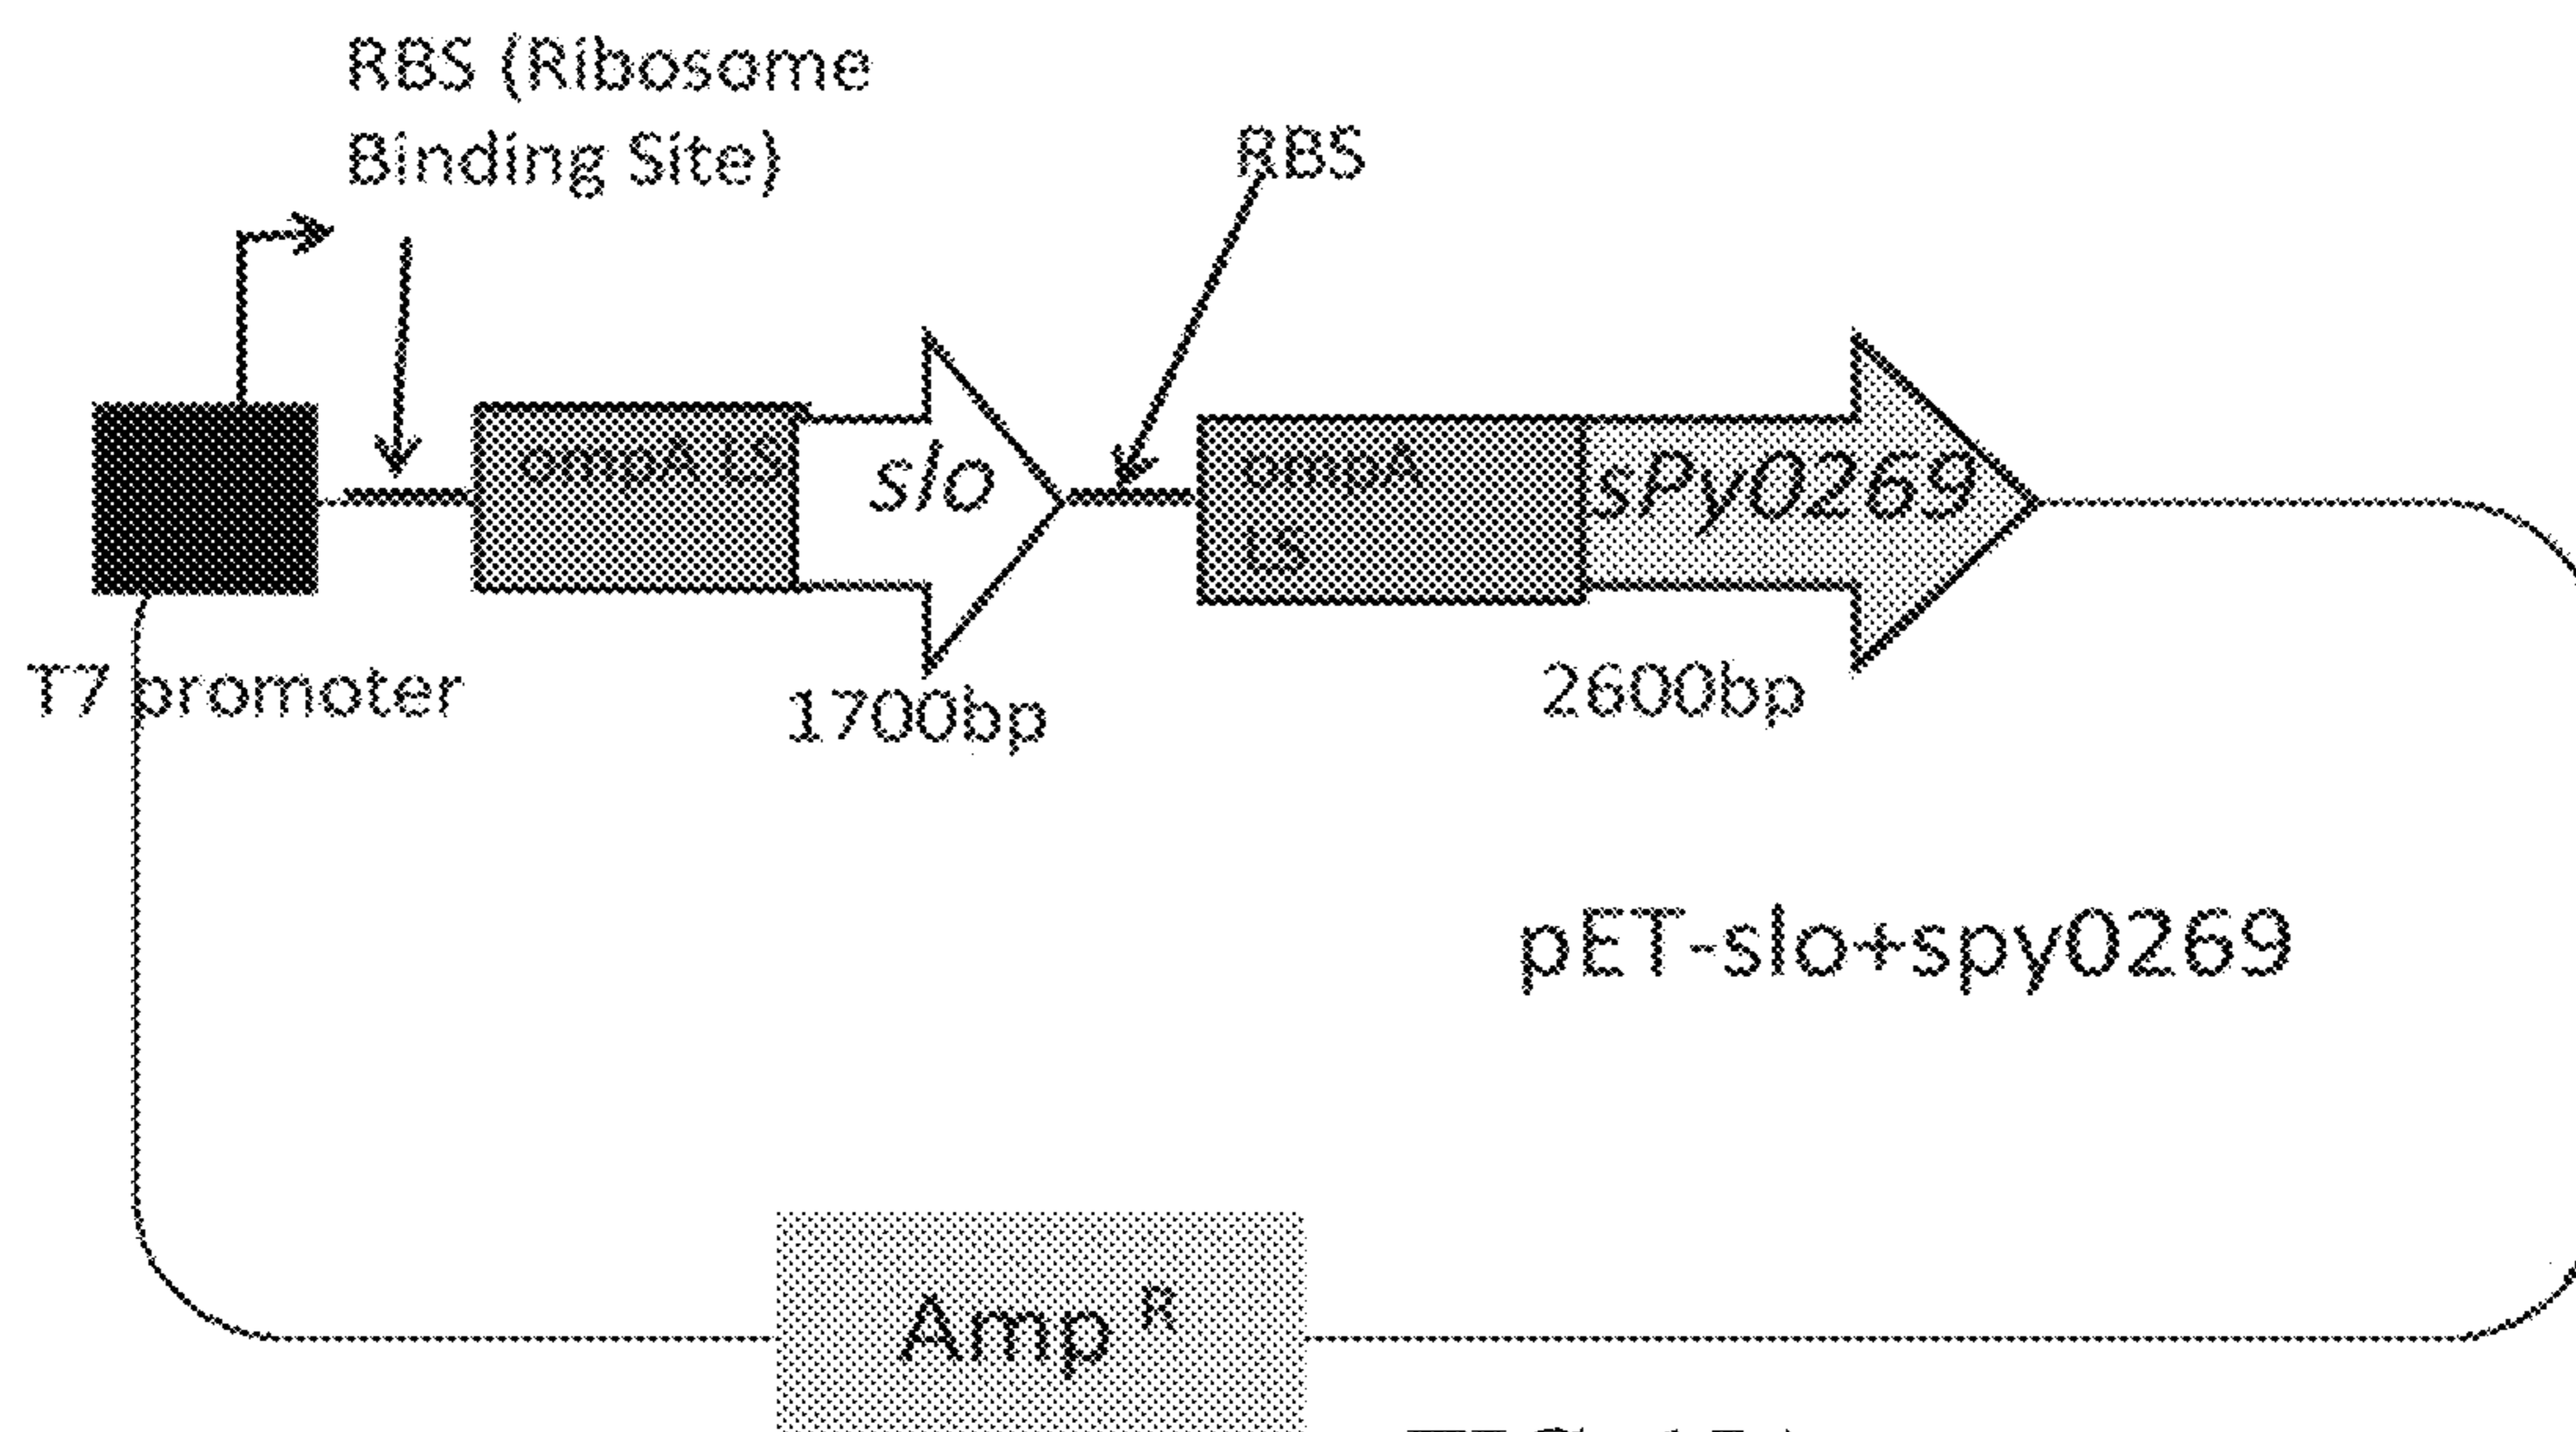 RBS (Ribosome
Binding Site)
RBS
ompA LS
slo
ompA
LS
sPy0269
T7 promoter
1700bp
2600bp
pET-slo+spy0269
Amp R